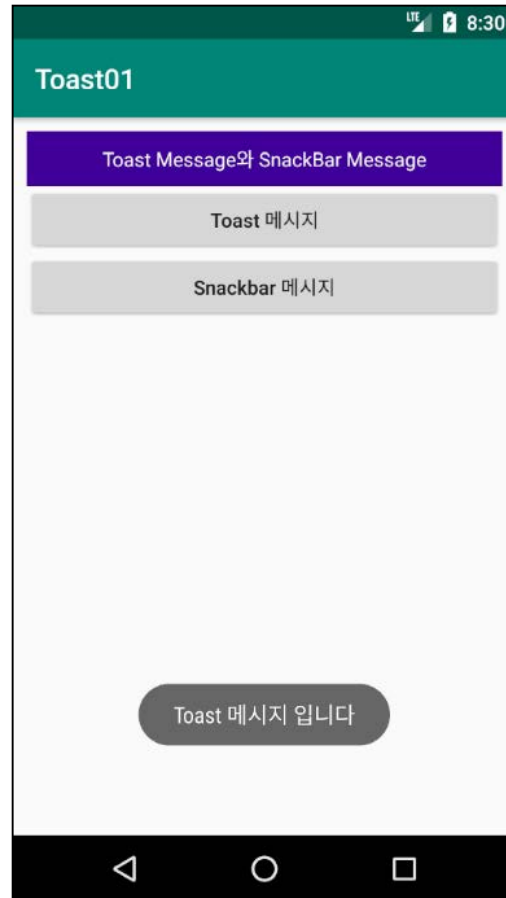 LTE 8:30
Toast01
Toast Message와 SnackBar Message
Toast 메시지
Snackbar 메시지
Toast 메시지 입니다